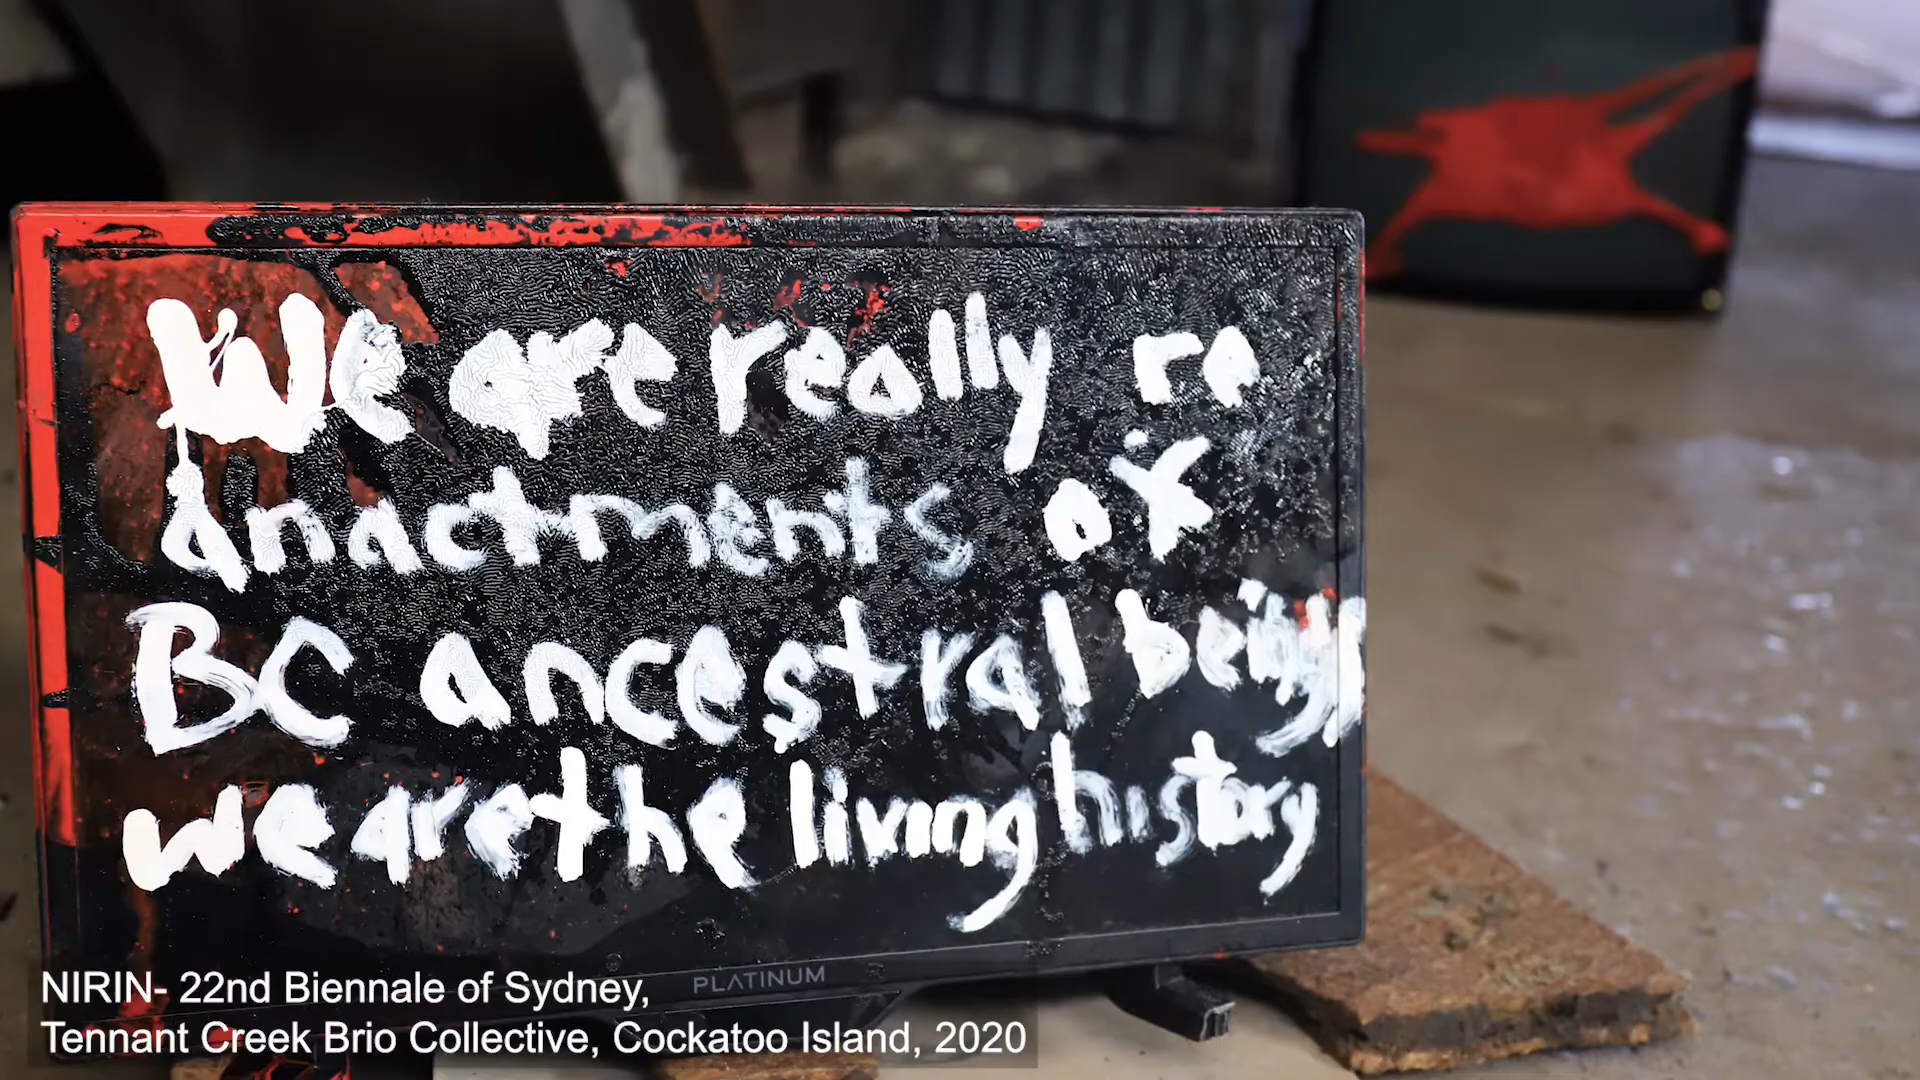 We are really re
anactments of
BC ancestral beings
we are the living history
PLATINUM
NIRIN- 22nd Biennale of Sydney,
Tennant Creek Brio Collective, Cockatoo Island, 2020